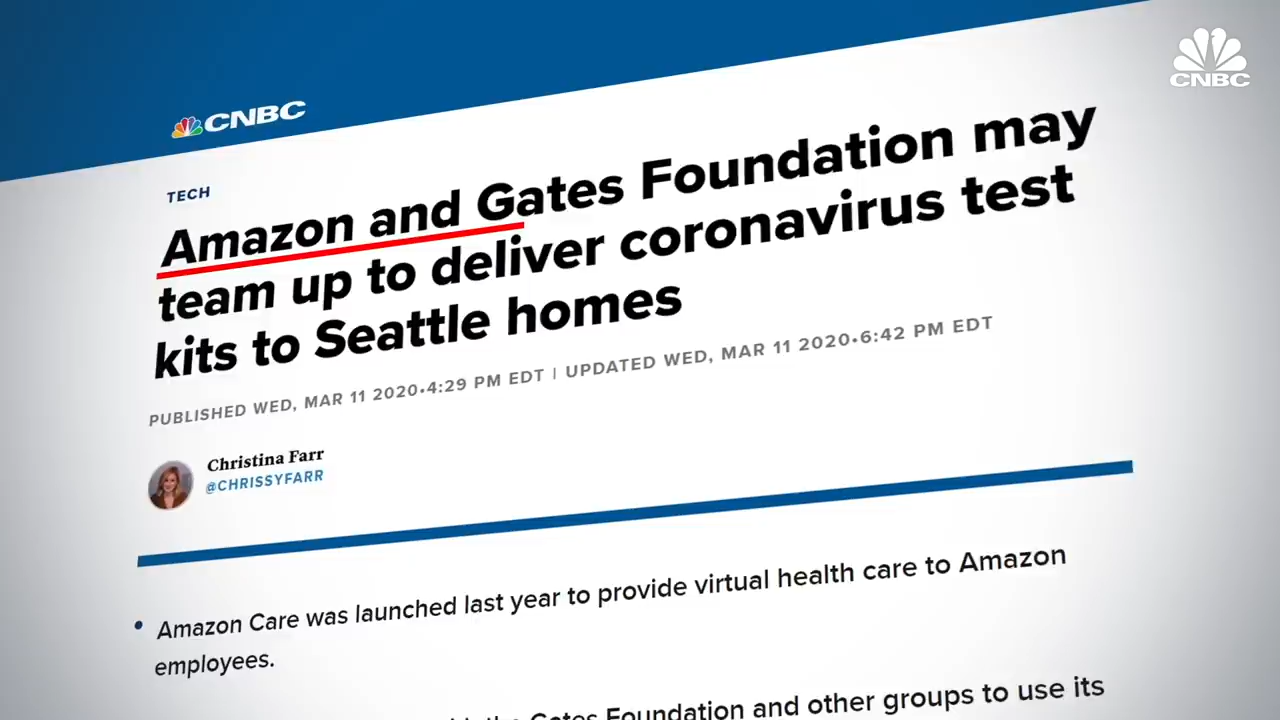 CNBC
CNBC
TECH
Amazon and Gates Foundation may
team up to deliver coronavirus test
kits to Seattle homes
PUBLISHED WED, MAR 11 2020•4:29 PM EDT | UPDATED WED, MAR 11 2020•6:42 PM EDT
Christina Farr
@CHRISSYFARR
• Amazon Care was launched last year to provide virtual health care to Amazon
employees.
the Gates Foundation and other groups to use its